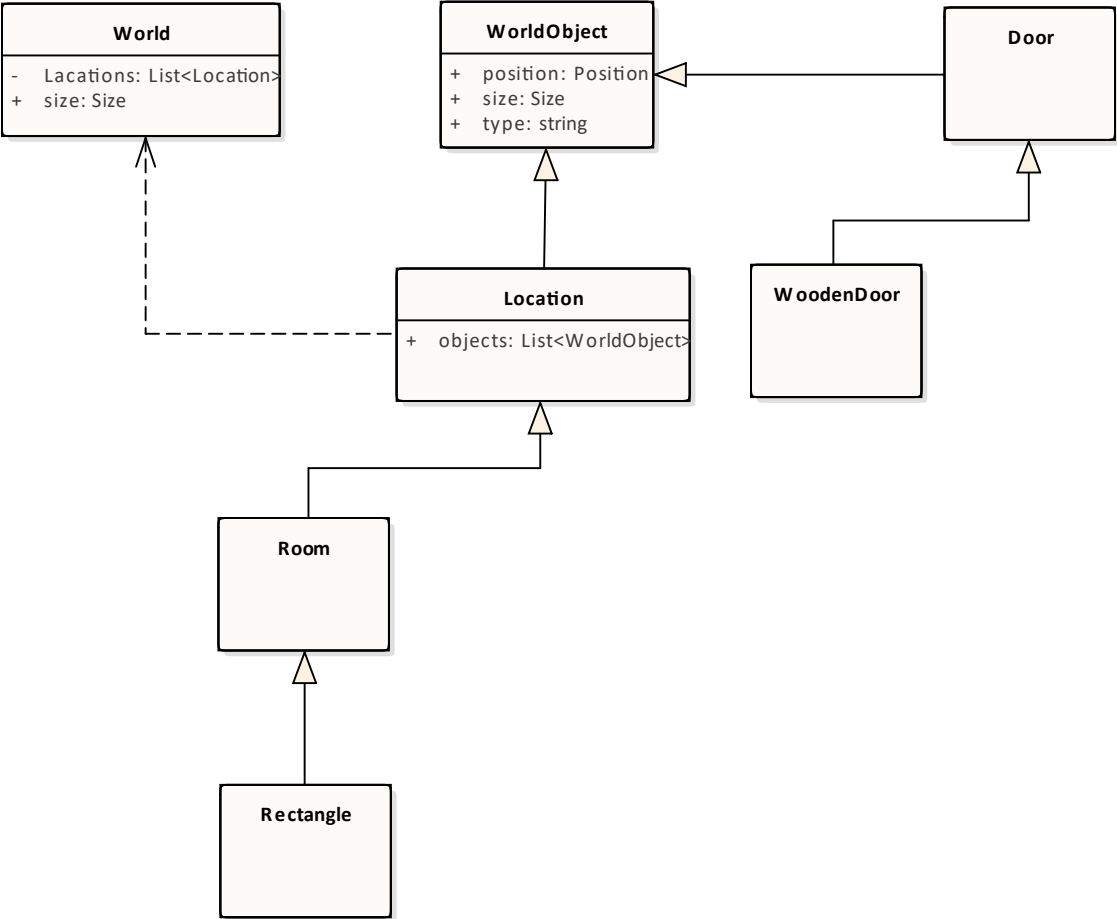 World
- Lacations: List<Location>
+ size: Size
WorldObject
+ position: Position
+ size: Size
+ type: string
Door
Location
+ objects: List<WorldObject>
WoodenDoor
Room
Rectangle